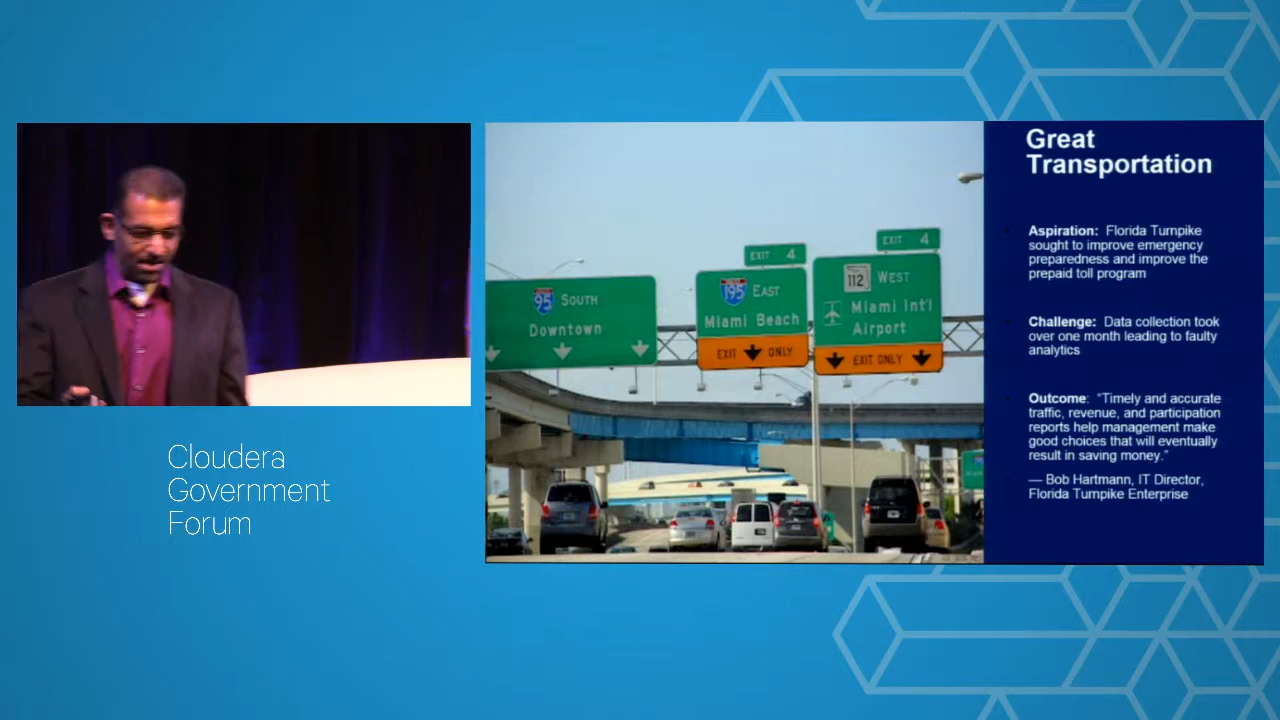 Great
Transportation
Aspiration: Florida Turnpike
sought to improve emergency
preparedness and improve the
prepaid toll program
Challenge: Data collection took
over one month leading to faulty
analytics
Outcome: “Timely and accurate
traffic, revenue, and participation
reports help management make
good choices that will eventually
result in saving money.”
— Bob Hartmann, IT Director,
Florida Turnpike Enterprise
EXIT 4
EXIT 4
95 SOUTH
Downtown
195 EAST
Miami Beach
EXIT ONLY
112 WEST
Miami Int'l
Airport
EXIT ONLY
Cloudera
Government
Forum